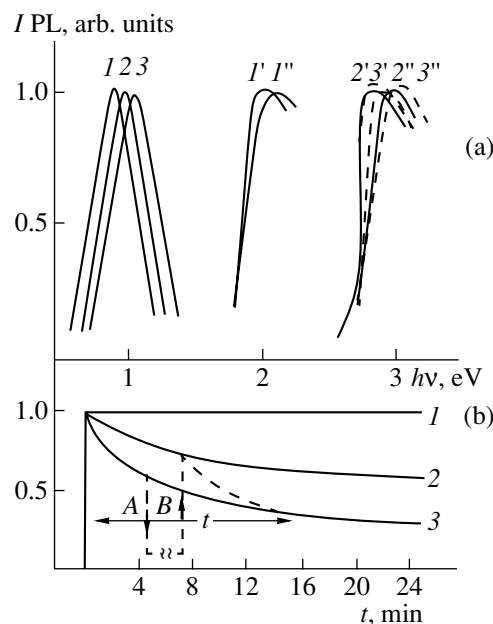 I PL, arb. units
1 2 3 1' 1'' 2' 3' 2'' 3''
1.0
(a)
0.5
1 2 3 hν, eV
1.0 (b)
1
2
0.5
A B t
3
≈
4 8 12 16 20 24
t, min